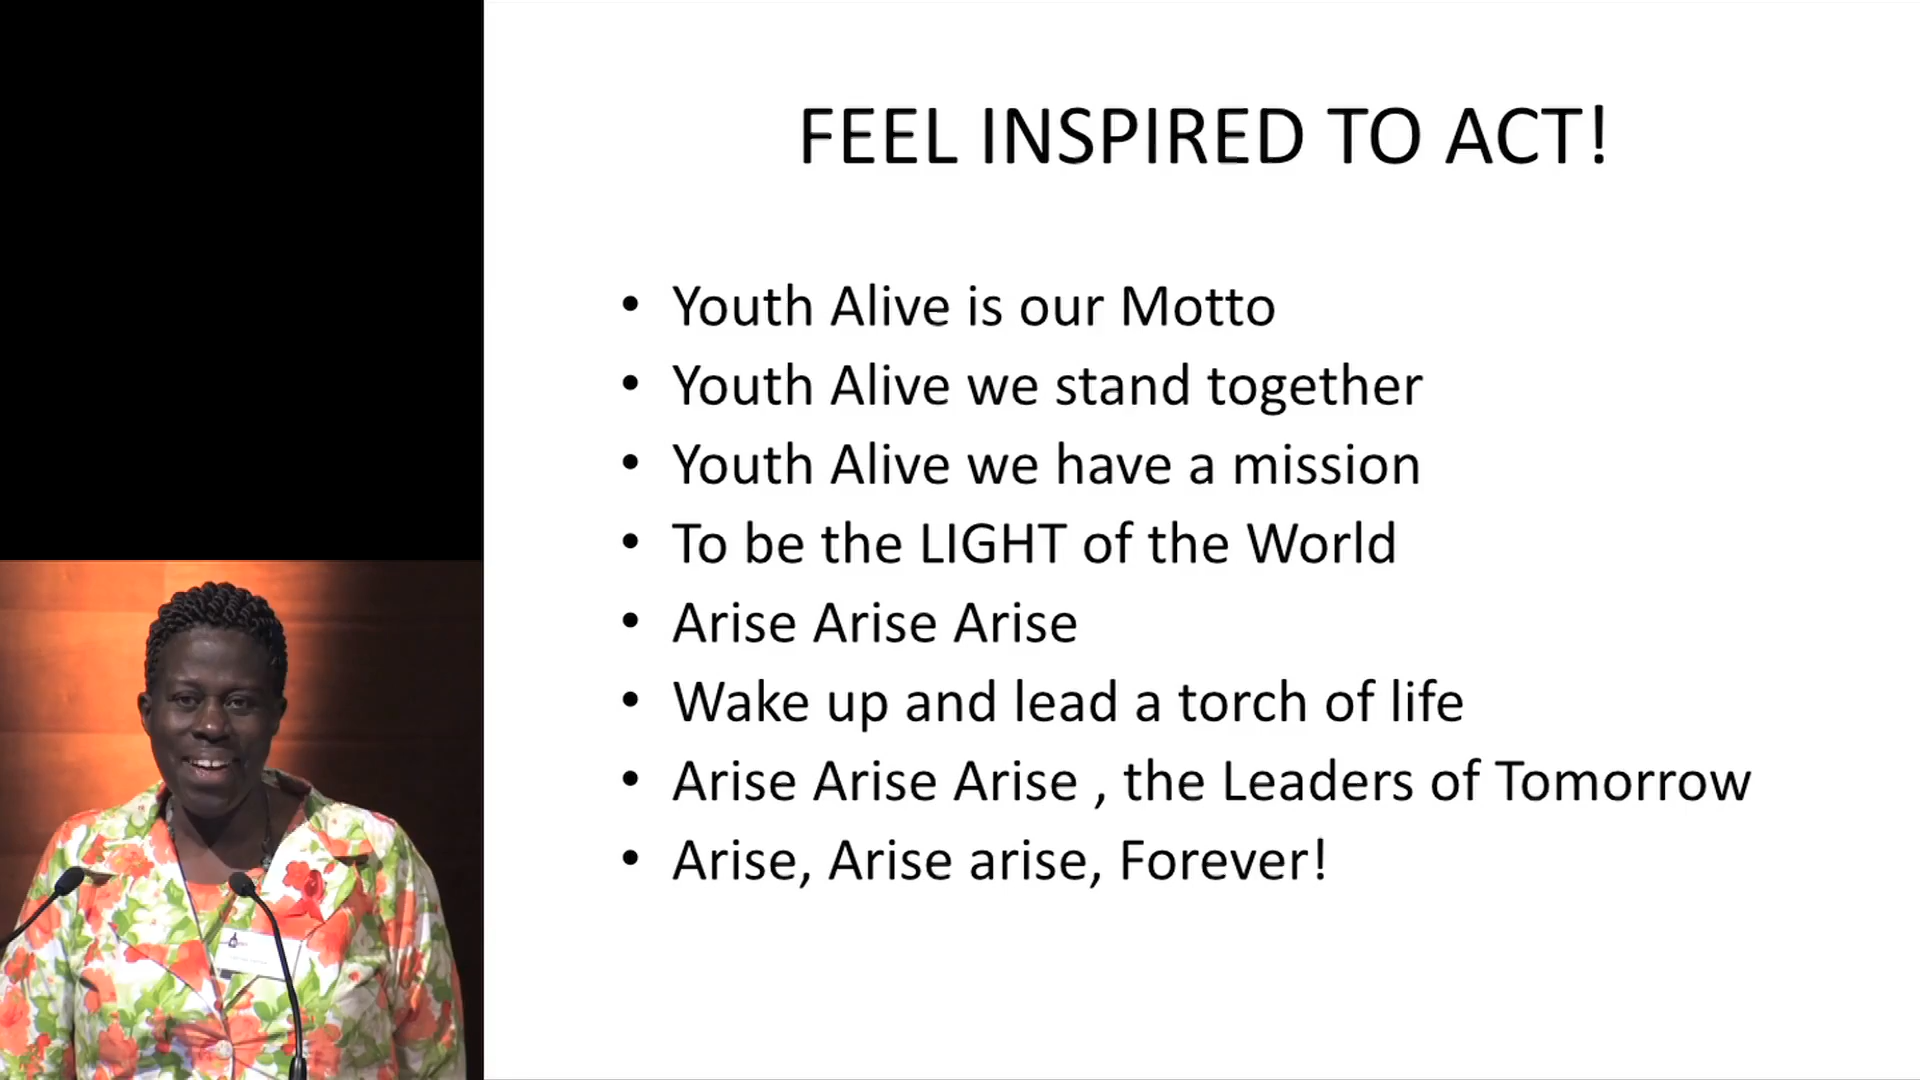 FEEL INSPIRED TO ACT!
• Youth Alive is our Motto
• Youth Alive we stand together
• Youth Alive we have a mission
• To be the LIGHT of the World
• Arise Arise Arise
• Wake up and lead a torch of life
• Arise Arise Arise , the Leaders of Tomorrow
• Arise, Arise arise, Forever!